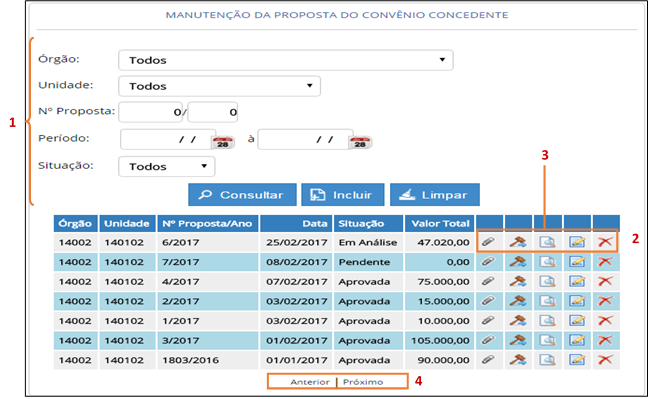 MANUTENÇÃO DA PROPOSTA DO CONVÊNIO CONCEDENTE
Órgão: Todos
Unidade: Todos
1
Nº Proposta: 0/ 0
Período: / / 28 à / / 28
Situação: Todos
3
Consultar Incluir Limpar
Órgão Unidade Nº Proposta/Ano Data Situação Valor Total
14002 140102 6/2017 25/02/2017 Em Análise 47.020,00 2
14002 140102 7/2017 08/02/2017 Pendente 0,00
14002 140102 4/2017 07/02/2017 Aprovada 75.000,00
14002 140102 2/2017 03/02/2017 Aprovada 15.000,00
14002 140102 1/2017 03/02/2017 Aprovada 10.000,00
14002 140102 3/2017 01/02/2017 Aprovada 105.000,00
14002 140102 1803/2016 01/01/2017 Aprovada 90.000,00
Anterior | Próximo 4